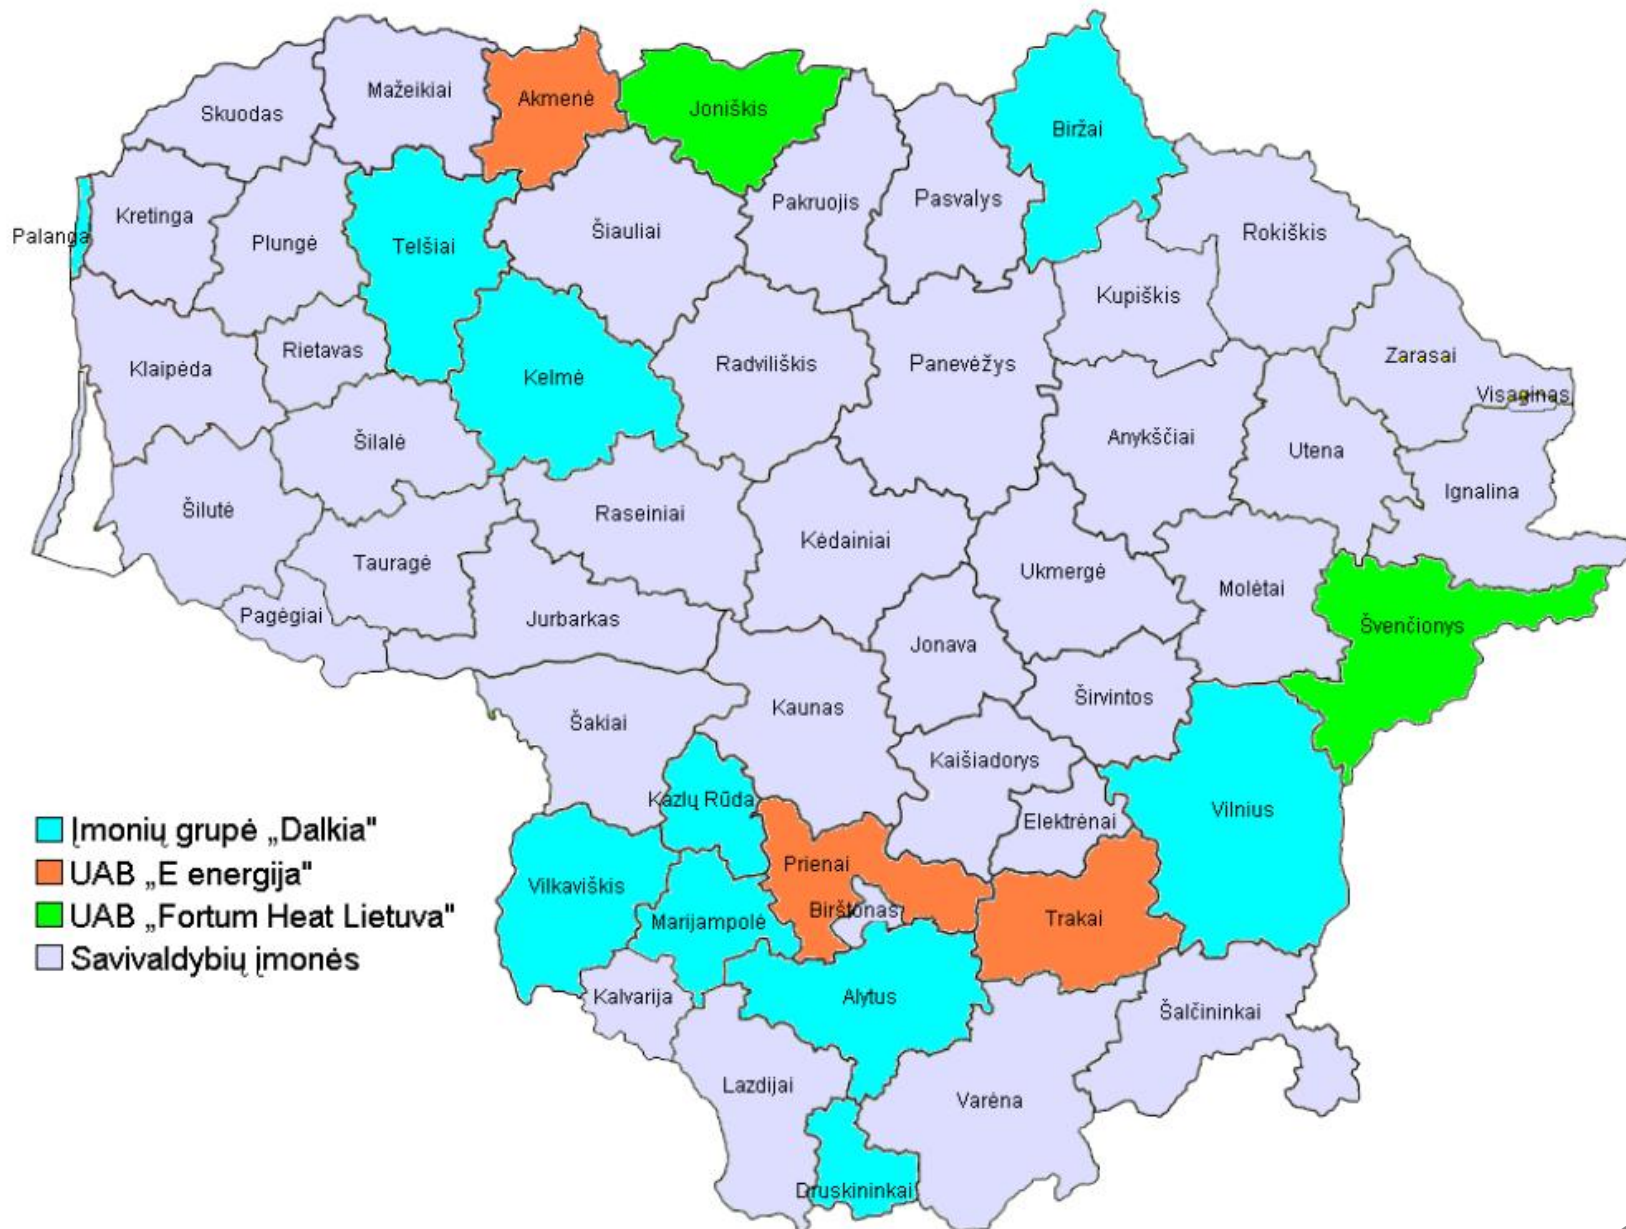 Mažeikiai
Akmenė
Joniškis
Skuodas
Biržai
Kretinga
Palanga
Plungė
Telšiai
Šiauliai
Pakruojis
Pasvalys
Rokiškis
Kupiškis
Klaipėda
Rietavas
Kelmė
Radviliškis
Panevėžys
Zarasai
Visaginas
Šilalė
Anykščiai
Utena
Ignalina
Šilutė
Raseiniai
Tauragė
Kėdainiai
Ukmergė
Molėtai
Pagėgiai
Jurbarkas
Jonava
Švenčionys
Šakiai
Kaunas
Širvintos
Kaišiadorys
Kazlų Rūda
Elektrėnai
Vilnius
Prienai
Vilkaviškis
Marijampolė
Birštonas
Trakai
Kalvarija
Alytus
Šalčininkai
Lazdijai
Varėna
Druskininkai
Įmonių grupė „Dalkia"
UAB „E energija"
UAB „Fortum Heat Lietuva"
Savivaldybių įmonės